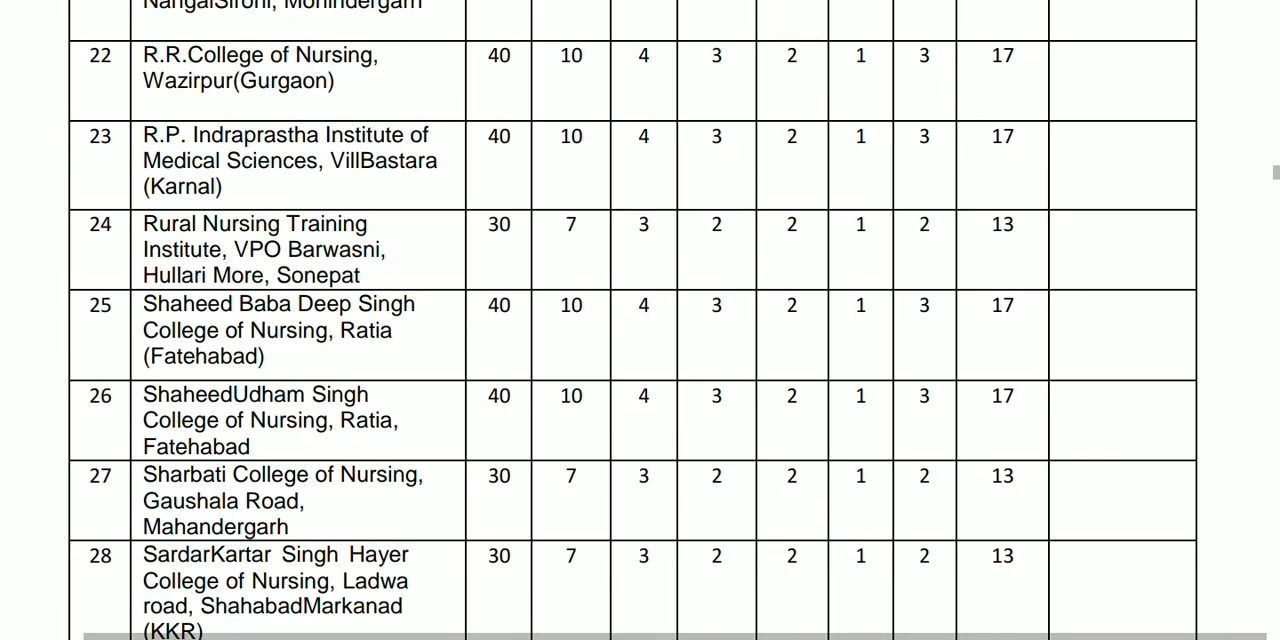 NangalSirohi, Mohindergarh
22 R.R.College of Nursing, 40 10 4 3 2 1 3 17
Wazirpur(Gurgaon)
23 R.P. Indraprastha Institute of 40 10 4 3 2 1 3 17
Medical Sciences, VillBastara
(Karnal)
24 Rural Nursing Training 30 7 3 2 2 1 2 13
Institute, VPO Barwasni,
Hullari More, Sonepat
25 Shaheed Baba Deep Singh 40 10 4 3 2 1 3 17
College of Nursing, Ratia
(Fatehabad)
26 ShaheedUdham Singh 40 10 4 3 2 1 3 17
College of Nursing, Ratia,
Fatehabad
27 Sharbati College of Nursing, 30 7 3 2 2 1 2 13
Gaushala Road,
Mahandergarh
28 SardarKartar Singh Hayer 30 7 3 2 2 1 2 13
College of Nursing, Ladwa
road, ShahabadMarkanad
(KKR)